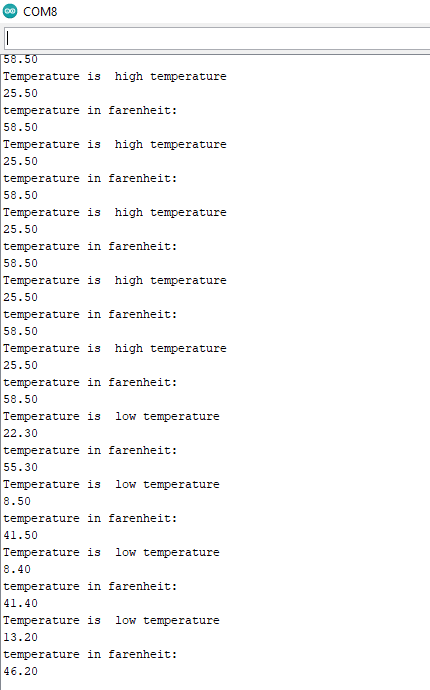 COM8
58.50
Temperature is  high temperature
25.50
temperature in farenheit:
58.50
Temperature is  high temperature
25.50
temperature in farenheit:
58.50
Temperature is  high temperature
25.50
temperature in farenheit:
58.50
Temperature is  high temperature
25.50
temperature in farenheit:
58.50
Temperature is  high temperature
25.50
temperature in farenheit:
58.50
Temperature is  low temperature
22.30
temperature in farenheit:
55.30
Temperature is  low temperature
8.50
temperature in farenheit:
41.50
Temperature is  low temperature
8.40
temperature in farenheit:
41.40
Temperature is  low temperature
13.20
temperature in farenheit:
46.20